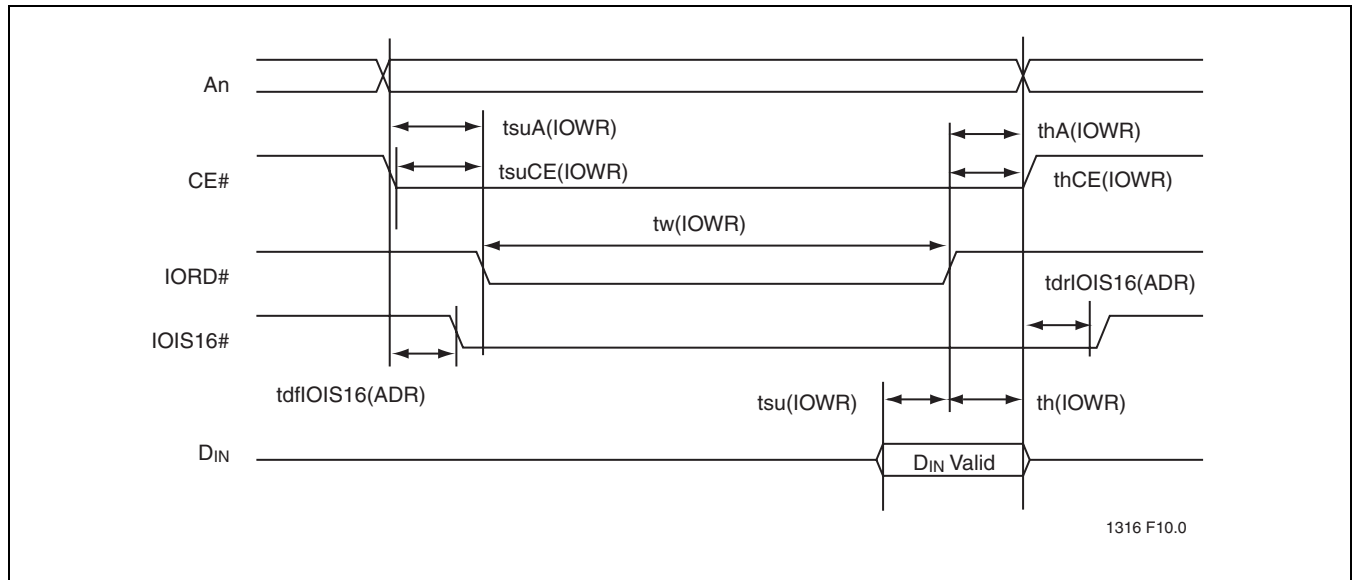 An
tsuA(IOWR)
thA(IOWR)
CE#
tsuCE(IOWR)
thCE(IOWR)
tw(IOWR)
IORD#
tdrIOIS16(ADR)
IOIS16#
tdfIOIS16(ADR)
tsu(IOWR)
th(IOWR)
DIN
DIN Valid
1316 F10.0